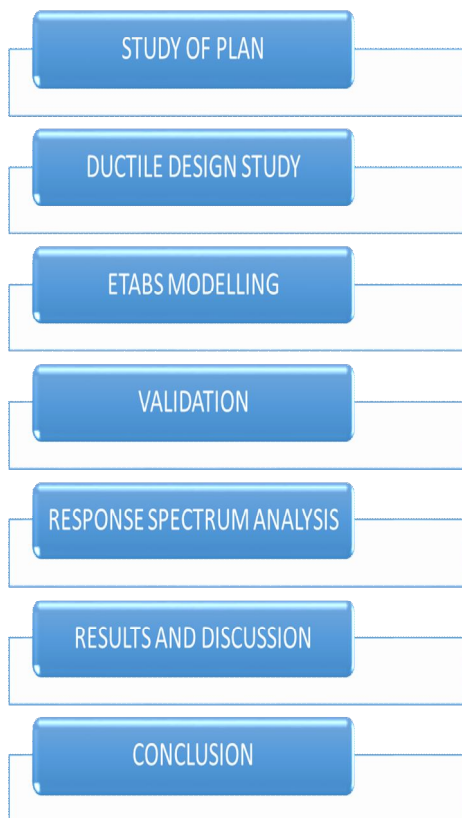 STUDY OF PLAN
DUCTILE DESIGN STUDY
ETABS MODELLING
VALIDATION
RESPONSE SPECTRUM ANALYSIS
RESULTS AND DISCUSSION
CONCLUSION